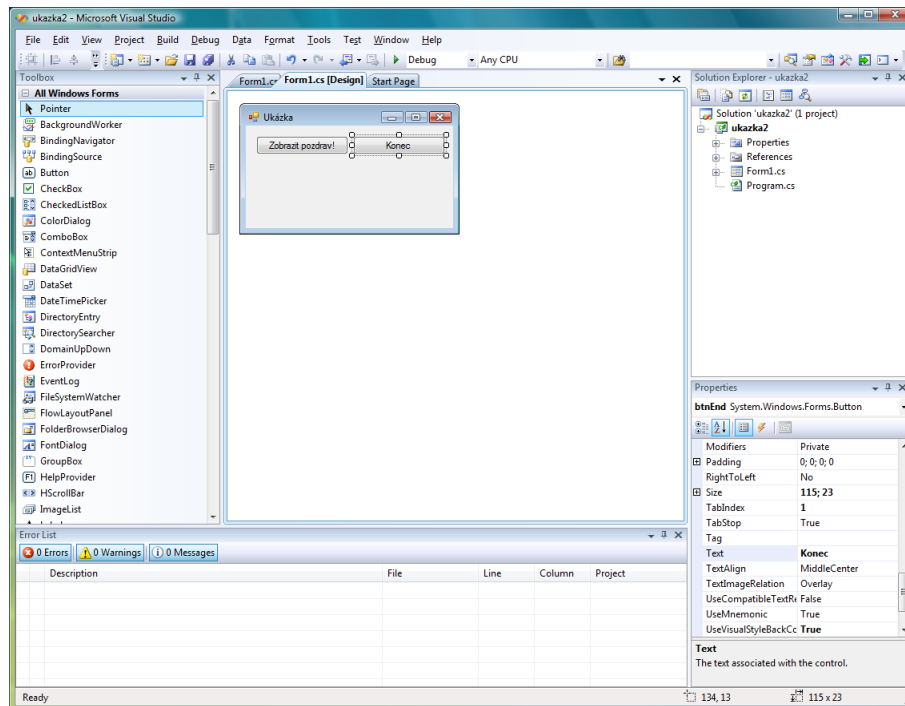 ukazka2 - Microsoft Visual Studio
File Edit View Project Build Debug Data Format Tools Test Window Help
Debug Any CPU
Toolbox
All Windows Forms
Pointer
BackgroundWorker
BindingNavigator
BindingSource
Button
CheckBox
CheckedListBox
ColorDialog
ComboBox
ContextMenuStrip
DataGridView
DataSet
DateTimePicker
DirectoryEntry
DirectorySearcher
DomainUpDown
ErrorProvider
EventLog
FileSystemWatcher
FlowLayoutPanel
FolderBrowserDialog
FontDialog
GroupBox
HelpProvider
HScrollBar
ImageList
Form1.cs Form1.cs [Design] Start Page
Ukázka
Zobrazit pozdrav! Konec
Solution Explorer - ukazka2
Solution 'ukazka2' (1 project)
ukazka2
Properties
References
Form1.cs
Program.cs
Properties
btnEnd System.Windows.Forms.Button
Modifiers Private
Padding 0; 0; 0; 0
RightToLeft No
Size 115; 23
TabIndex 1
TabStop True
Tag
Text Konec
TextAlign MiddleCenter
TextImageRelation Overlay
UseCompatibleTextRe False
UseMnemonic True
UseVisualStyleBackCc True
Text
The text associated with the control.
Error List
0 Errors 0 Warnings 0 Messages
Description File Line Column Project
Ready 134, 13 115 x 23